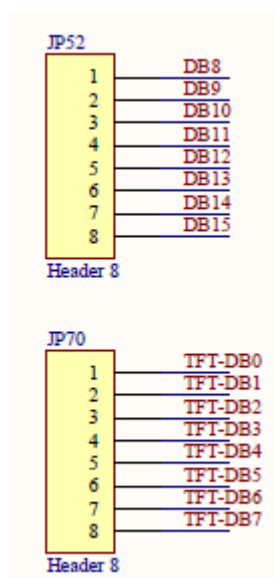 JP52
1 DB8
2 DB9
3 DB10
4 DB11
5 DB12
6 DB13
7 DB14
8 DB15
Header 8
JP70
1 TFT-DB0
2 TFT-DB1
3 TFT-DB2
4 TFT-DB3
5 TFT-DB4
6 TFT-DB5
7 TFT-DB6
8 TFT-DB7
Header 8